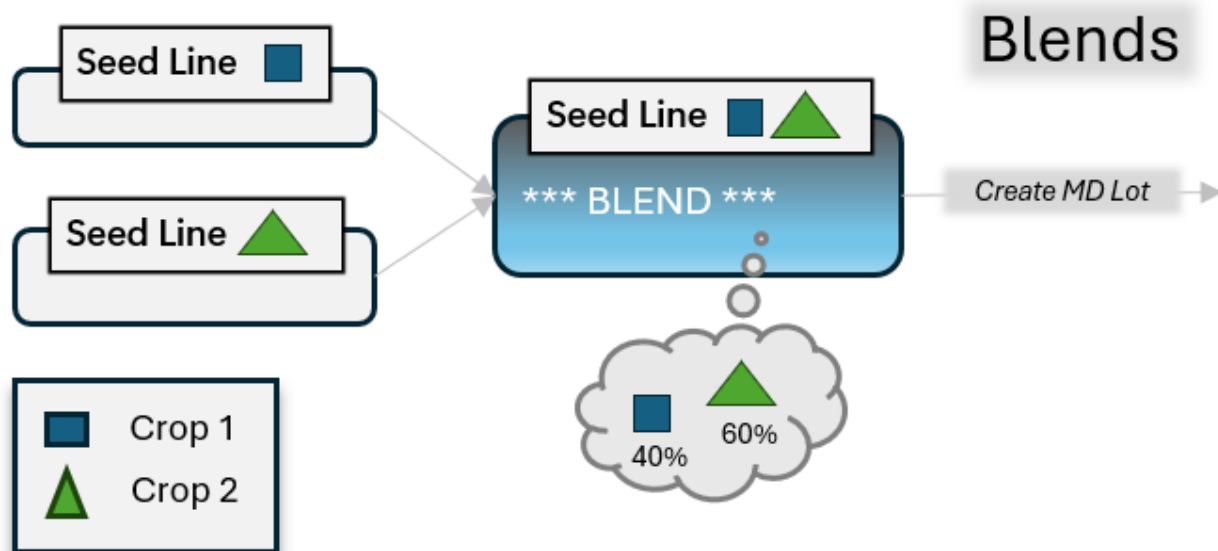 Blends
Seed Line
Seed Line
Seed Line
*** BLEND ***
Create MD Lot
40%
60%
Crop 1
Crop 2